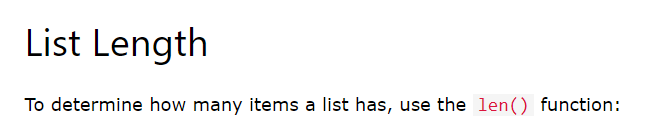 List Length
To determine how many items a list has, use the len() function: